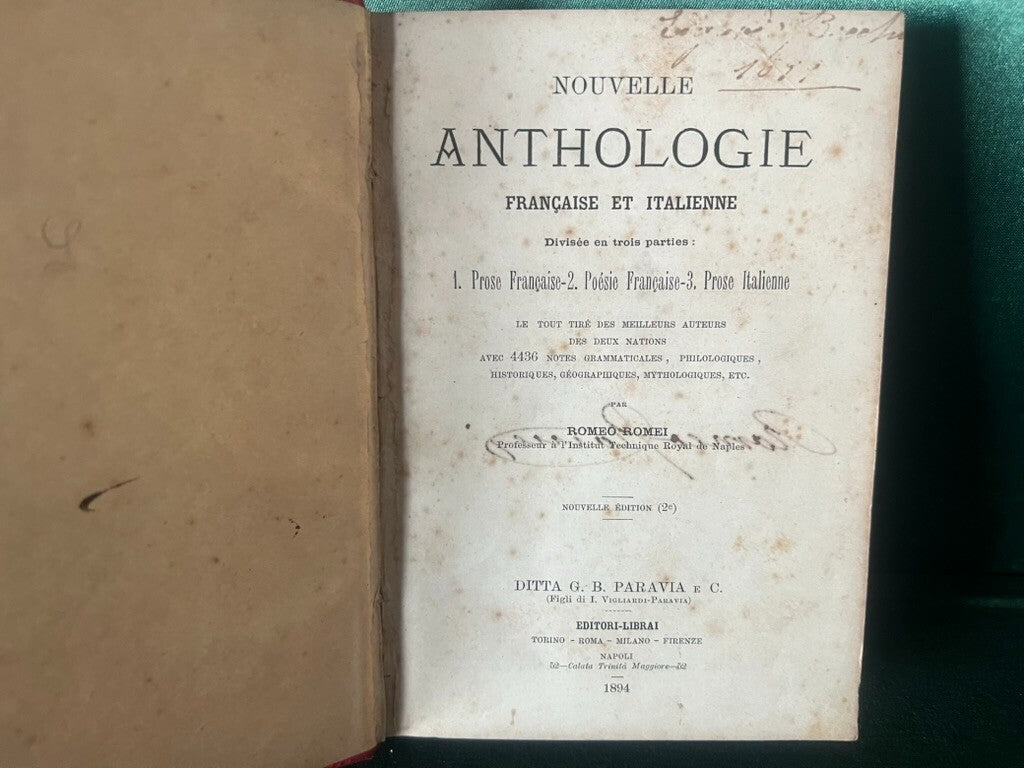 NOUVELLE
ANTHOLOGIE
FRANÇAISE ET ITALIENNE
Divisée en trois parties :
1. Prose Française-2. Poésie Française-3. Prose Italienne
LE TOUT TIRÉ DES MEILLEURS AUTEURS
DES DEUX NATIONS
AVEC 4436 NOTES GRAMMATICALES, PHILOLOGIQUES,
HISTORIQUES, GÉOGRAPHIQUES, MYTHOLOGIQUES, ETC.
PAR
ROMEO ROMEI
Professeur à l'Institut Technique Royal de Naples
NOUVELLE ÉDITION (2e)
DITTA G. B. PARAVIA E C.
(Figli di I. VIGLIARDI-PARAVIA)
EDITORI-LIBRAI
TORINO - ROMA - MILANO - FIRENZE
NAPOLI
52—Calata Trinità Maggiore—52
1894